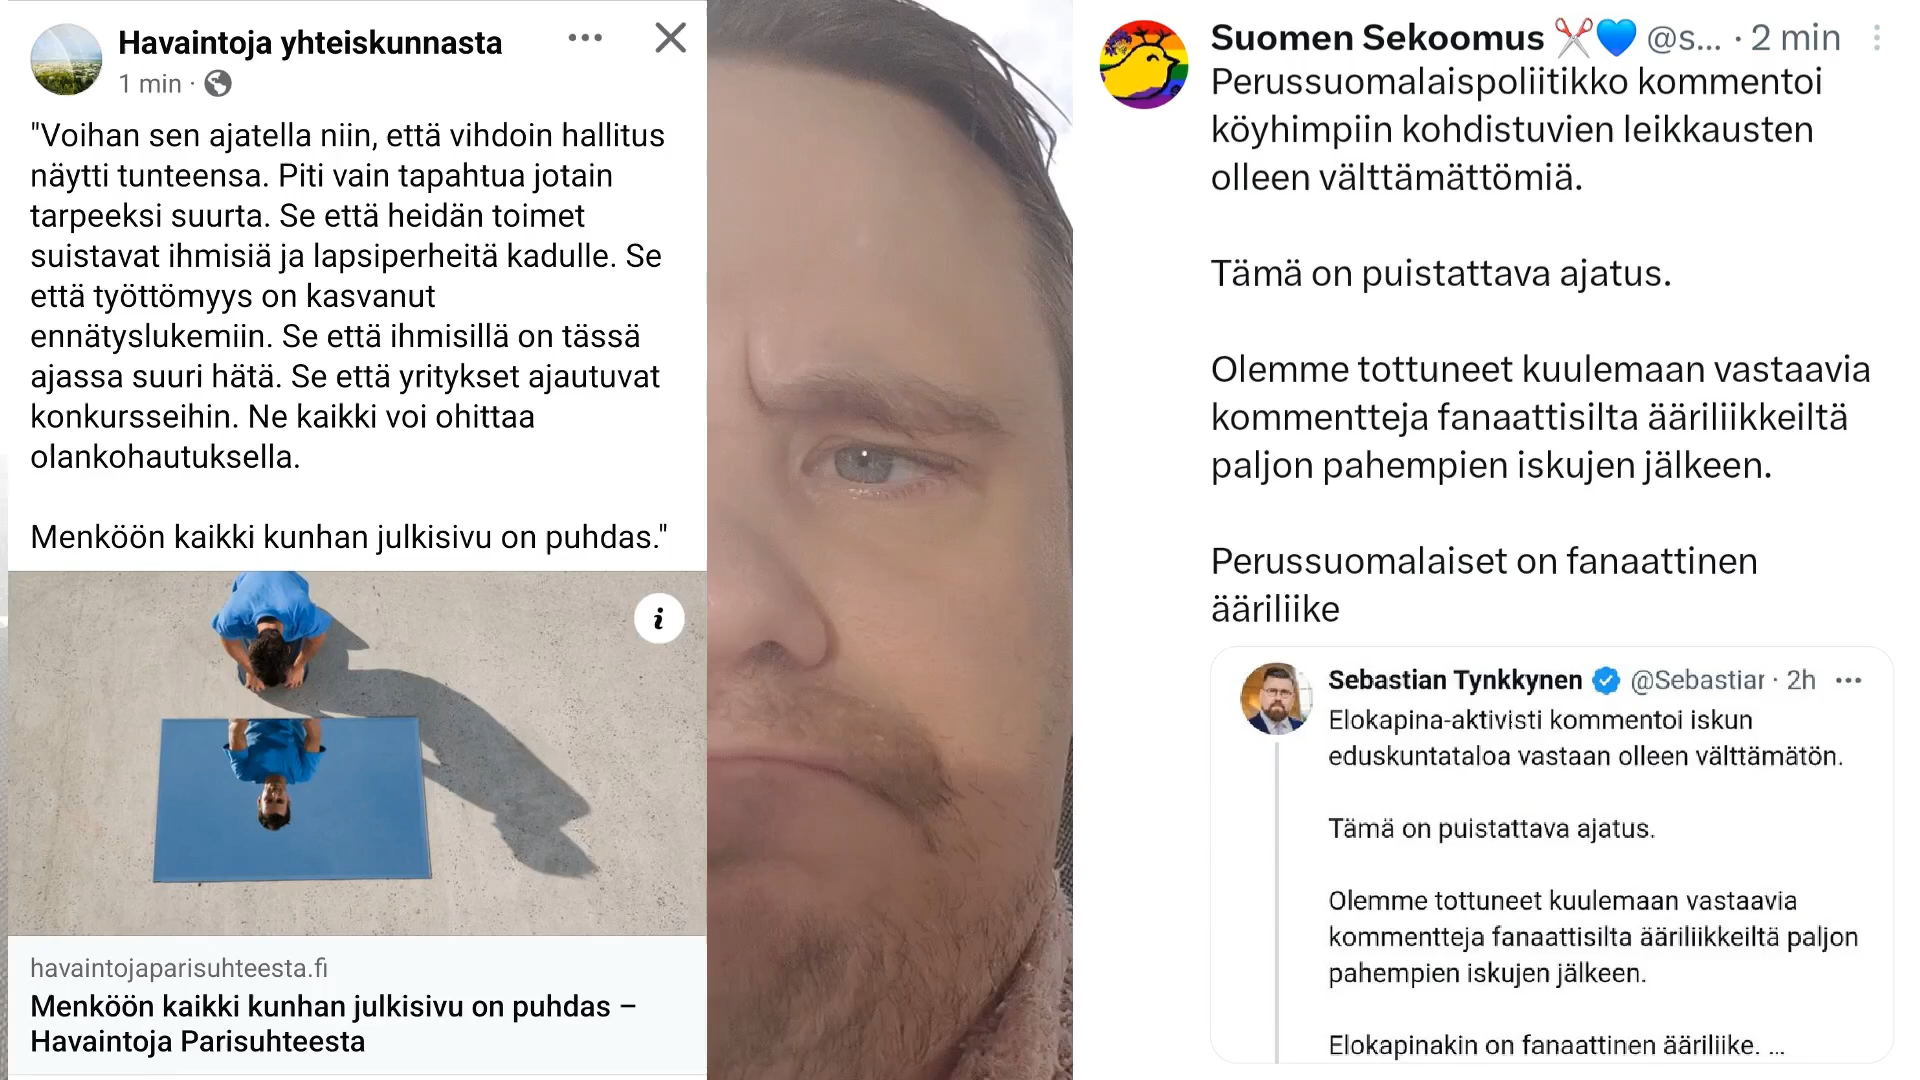 Havaintoja yhteiskunnasta
1 min ·
"Voihan sen ajatella niin, että vihdoin hallitus
näytti tunteensa. Piti vain tapahtua jotain
tarpeeksi suurta. Se että heidän toimet
suistavat ihmisiä ja lapsiperheitä kadulle. Se
että työttömyys on kasvanut
ennätyslukemiin. Se että ihmisillä on tässä
ajassa suuri hätä. Se että yritykset ajautuvat
konkursseihin. Ne kaikki voi ohittaa
olankohautuksella.
Menköön kaikki kunhan julkisivu on puhdas."
i
havaintojaparisuhteesta.fi
Menköön kaikki kunhan julkisivu on puhdas –
Havaintoja Parisuhteesta
Suomen Sekoomus ✂️💙 @s... · 2 min
Perussuomalaispoliitikko kommentoi
köyhimpiin kohdistuvien leikkausten
olleen välttämättömiä.
Tämä on puistattava ajatus.
Olemme tottuneet kuulemaan vastaavia
kommentteja fanaattisilta ääriliikkeiltä
paljon pahempien iskujen jälkeen.
Perussuomalaiset on fanaattinen
ääriliike
Sebastian Tynkkynen @Sebastiar · 2h ...
Elokapina-aktivisti kommentoi iskun
eduskuntataloa vastaan olleen välttämätön.
Tämä on puistattava ajatus.
Olemme tottuneet kuulemaan vastaavia
kommentteja fanaattisilta ääriliikkeiltä paljon
pahempien iskujen jälkeen.
Elokapinakin on fanaattinen ääriliike. ...